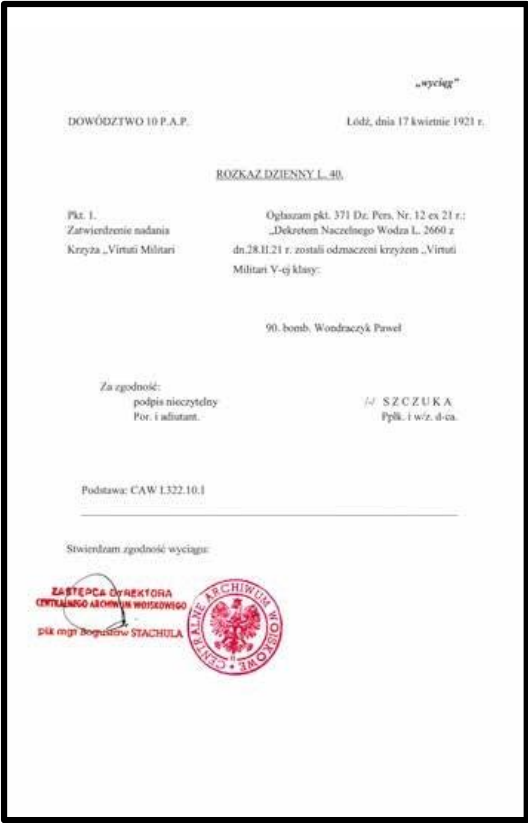 „wyciąg”
DOWÓDZTWO 10 P.A.P. Łódź, dnia 17 kwietnie 1921 r.
ROZKAZ DZIENNY L. 40.
Pkt. 1. Ogłaszam pkt. 371 Dz. Pers. Nr. 12 ex 21 r.:
Zatwierdzenie nadania „Dekretem Naczelnego Wodza L. 2660 z
Krzyża „Virtuti Militari dn.28.II.21 r. zostali odznaczeni krzyżem „Virtuti
Militari V-ej klasy:
90. bomb. Wondraczyk Paweł
Za zgodność:
podpis nieczytelny /-/ S Z C Z U K A
Por. i adiutant. Ppłk. i w/z. d-ca.
Podstawa: CAW I.322.10.1
Stwierdzam zgodność wyciągu:
ZASTĘPCA DYREKTORA
CENTRALNEGO ARCHIWUM WOJSKOWEGO
płk mgr Bogusław STACHULA
CENTRALNE ARCHIWUM WOJSKOWE